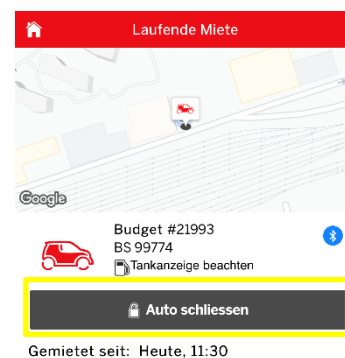 Laufende Miete
Google
Budget #21993
BS 99774
Tankanzeige beachten
Auto schliessen
Gemietet seit: Heute, 11:30